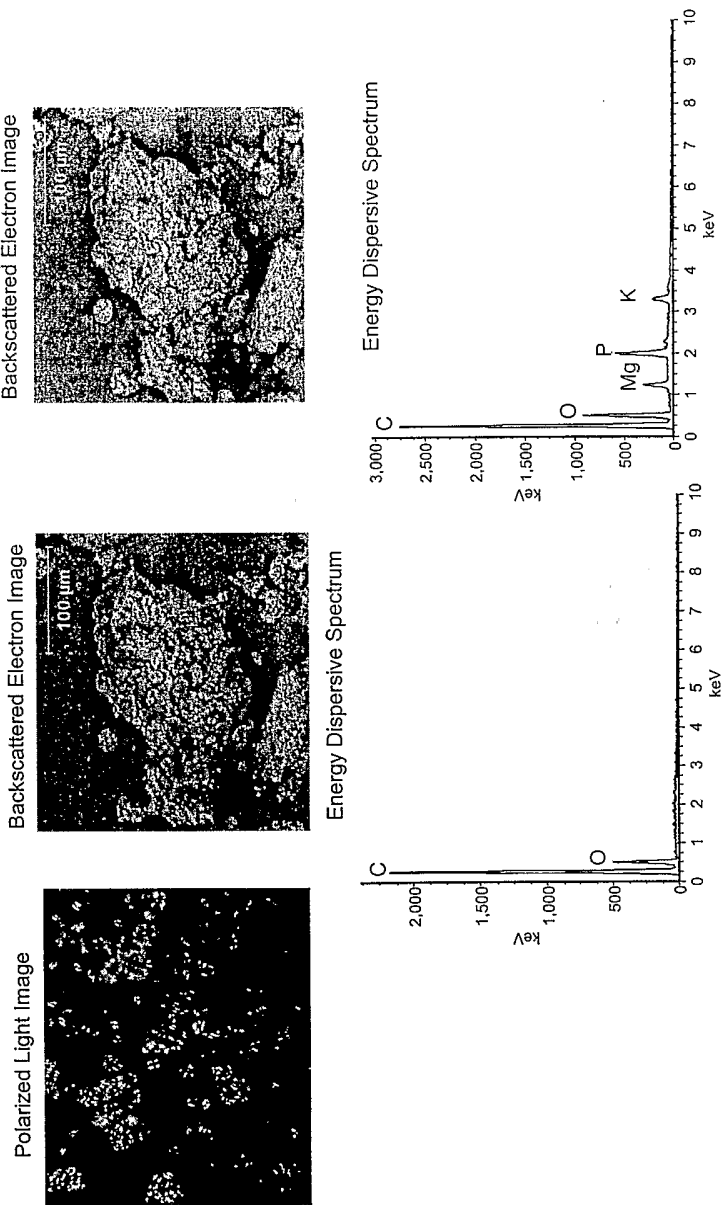 Polarized Light Image
Backscattered Electron Image
100 µm
Backscattered Electron Image
100 µm
Energy Dispersive Spectrum
keV
2,000
1,500
1,000
500
0
C
O
0 1 2 3 4 5 6 7 8 9 10
keV
Energy Dispersive Spectrum
keV
3,000
2,500
2,000
1,500
1,000
500
0
C
O
Mg
P
K
0 1 2 3 4 5 6 7 8 9 10
keV